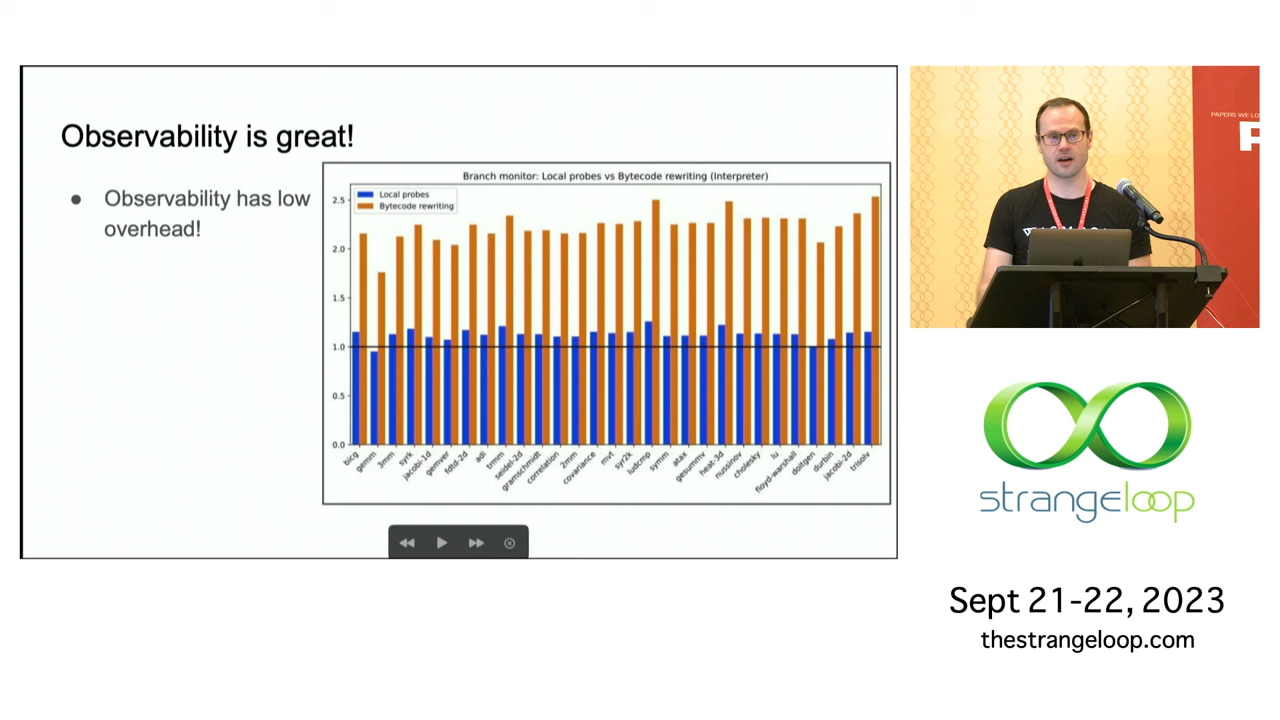 Observability is great!
● Observability has low
overhead!
Branch monitor: Local probes vs Bytecode rewriting (Interpreter)
Local probes
Bytecode rewriting
2.5
2.0
1.5
1.0
0.5
0.0
bicg
gemm
3mm
syrk
jacobi-1d
gemver
fdtd-2d
adi
trmm
seidel-2d
gramschmidt
correlation
2mm
covariance
mvt
syr2k
ludcmp
symm
atax
gesummv
heat-3d
nussinov
cholesky
lu
floyd-warshall
doitgen
durbin
jacobi-2d
trisolv
PAPERS WE LO
strangeloop
Sept 21-22, 2023
thestrangeloop.com